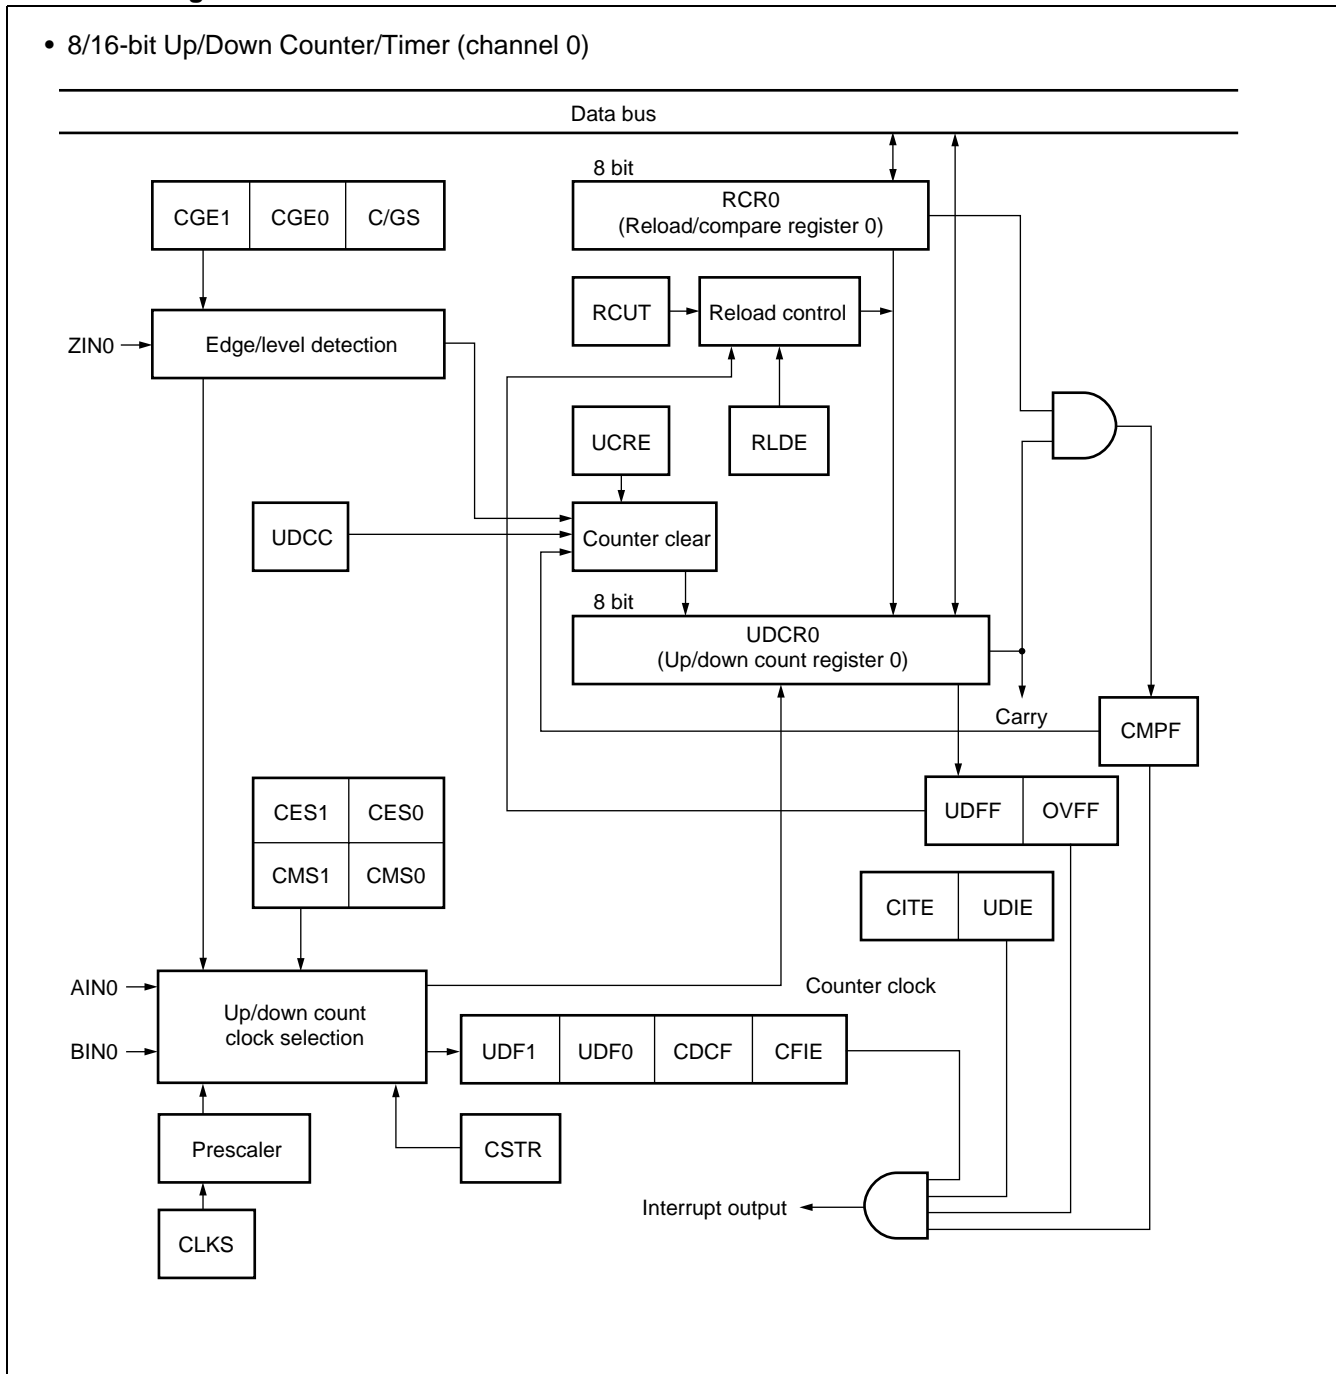 • 8/16-bit Up/Down Counter/Timer (channel 0)
Data bus
8 bit
RCR0
(Reload/compare register 0)
CGE1 CGE0 C/GS
RCUT
Reload control
ZIN0
Edge/level detection
UCRE
RLDE
UDCC
Counter clear
8 bit
UDCR0
(Up/down count register 0)
Carry
CMPF
CES1 CES0
CMS1 CMS0
UDFF OVFF
CITE UDIE
AIN0
BIN0
Up/down count
clock selection
Counter clock
UDF1 UDF0 CDCF CFIE
Prescaler
CSTR
Interrupt output
CLKS